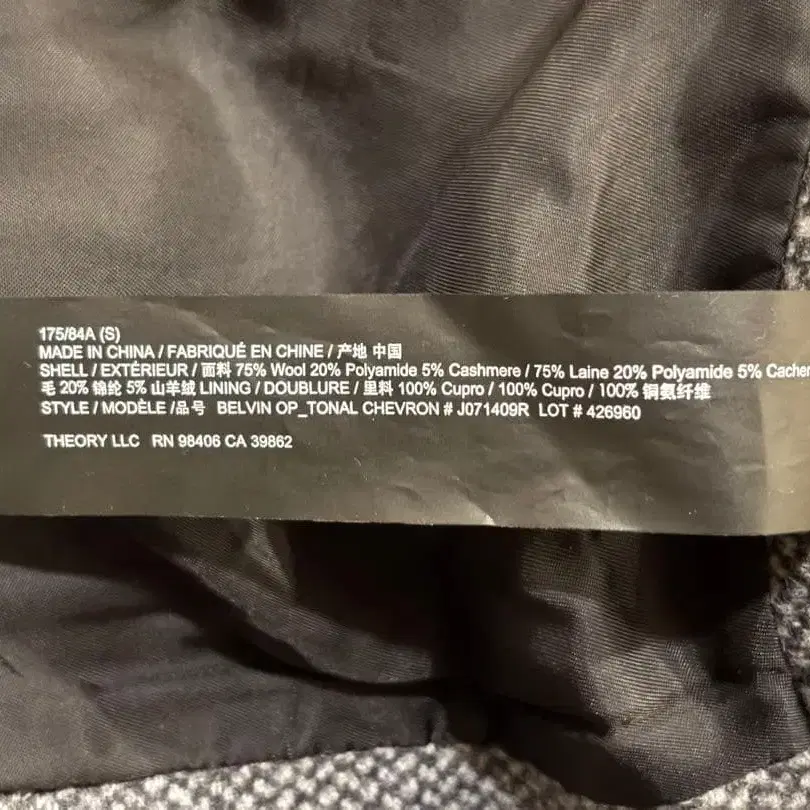 175/84A (S)
MADE IN CHINA / FABRIQUÉ EN CHINE / 产地 中国
SHELL / EXTÉRIEUR / 面料 75% Wool 20% Polyamide 5% Cashmere / 75% Laine 20% Polyamide 5%
毛 20% 锦纶 5% 山羊绒 LINING / DOUBLURE / 里料 100% Cupro / 100% Cupro / 100% 铜氨纤维
STYLE / MODÈLE /品号 BELVIN OP_TONAL CHEVRON # J071409R LOT # 426960
THEORY LLC RN 98406 CA 39862